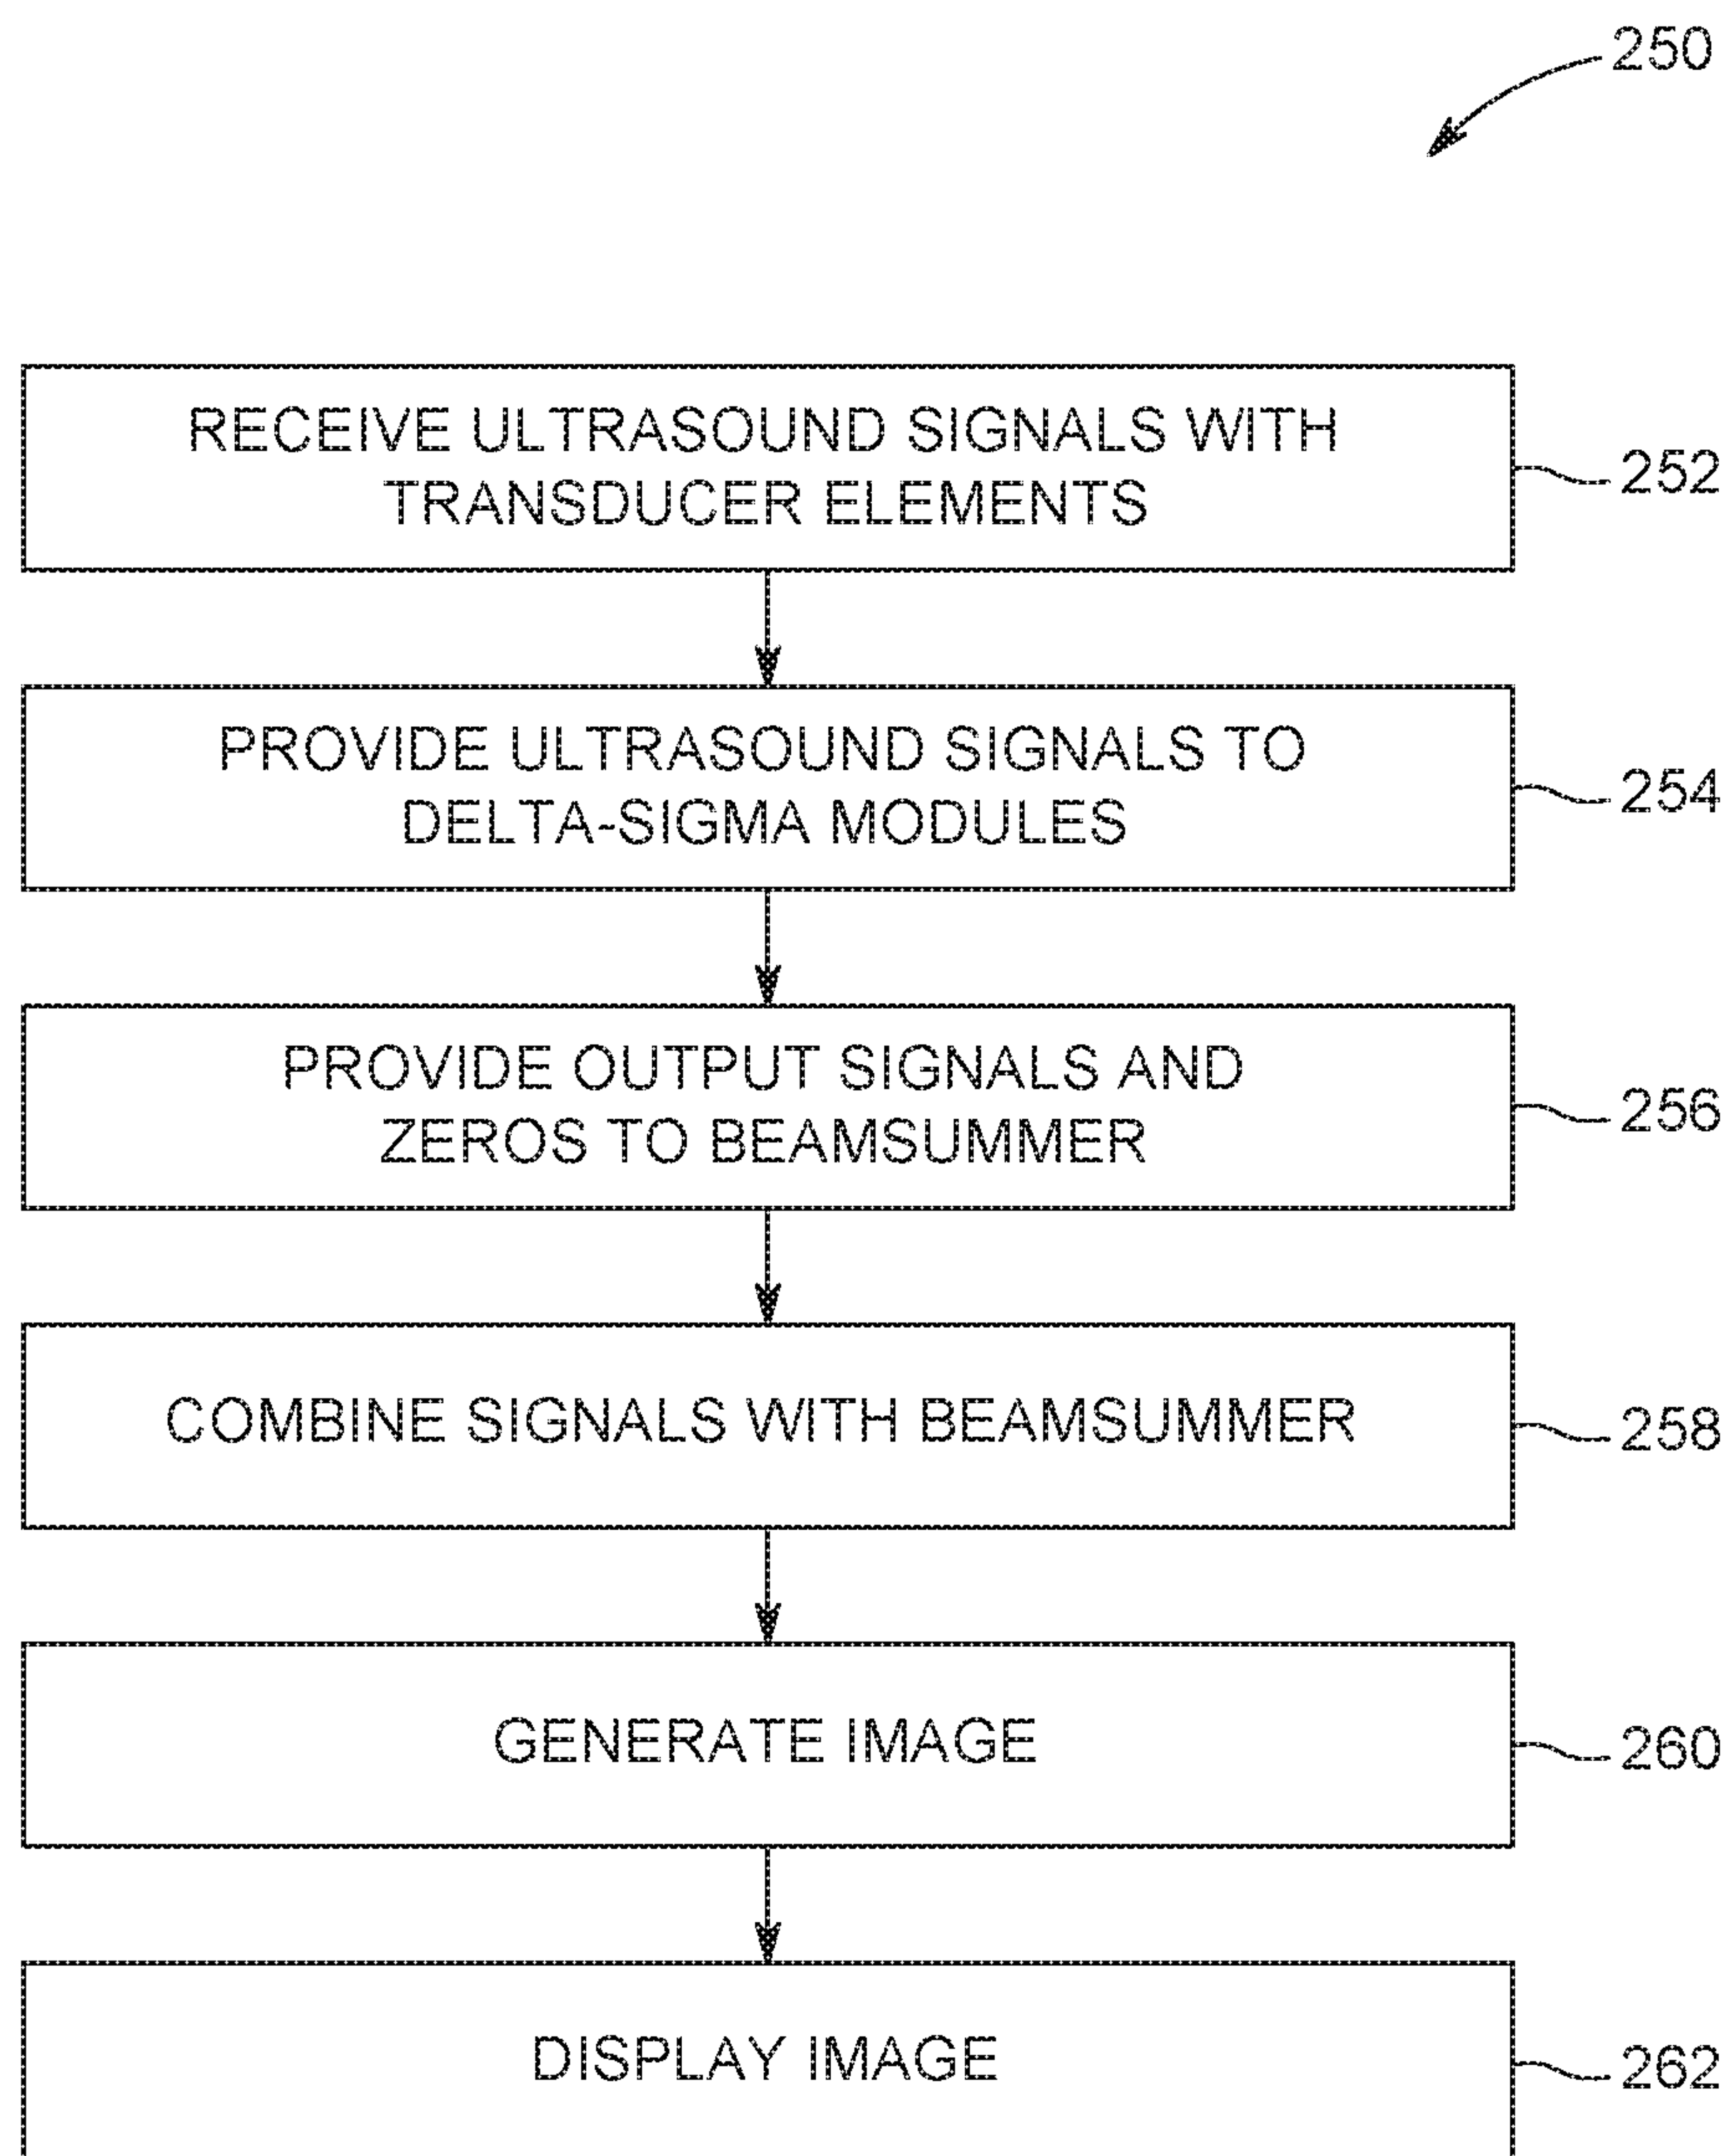 250
RECEIVE ULTRASOUND SIGNALS WITH
TRANSDUCER ELEMENTS
252
PROVIDE ULTRASOUND SIGNALS TO
DELTA-SIGMA MODULES
254
PROVIDE OUTPUT SIGNALS AND
ZEROS TO BEAMSUMMER
256
COMBINE SIGNALS WITH BEAMSUMMER
258
GENERATE IMAGE
260
DISPLAY IMAGE
262